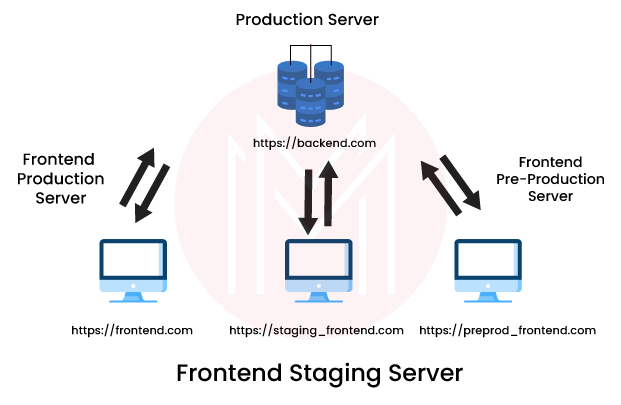 Production Server
https://backend.com
Frontend
Production
Server
Frontend
Pre-Production
Server
https://frontend.com
https://staging_frontend.com
https://preprod_frontend.com
Frontend Staging Server